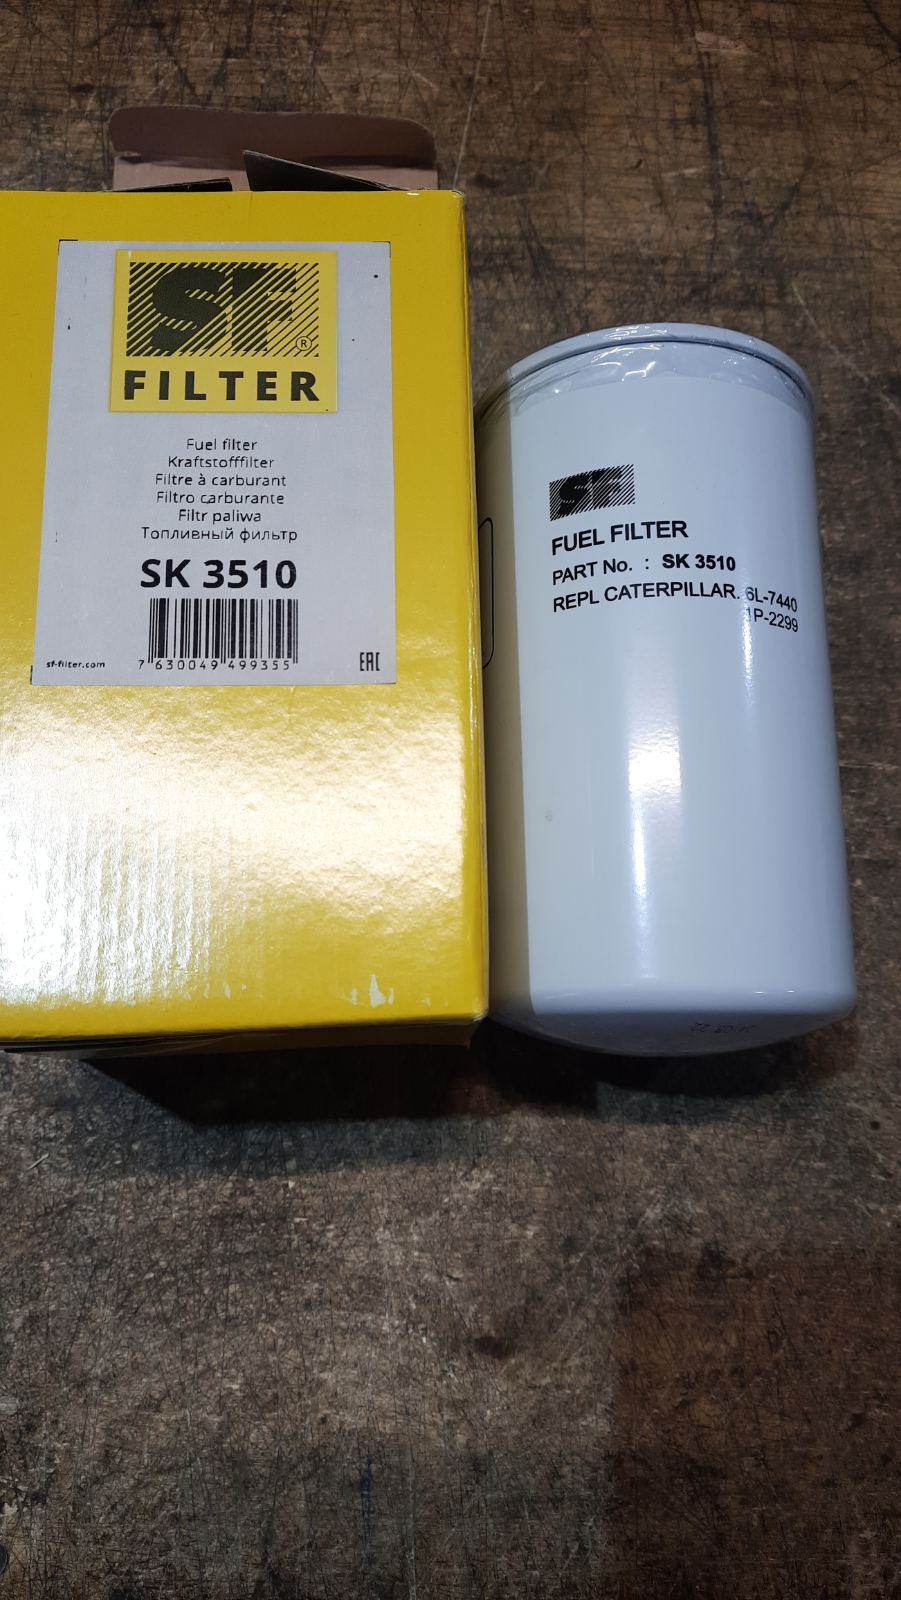 SF®
FILTER
Fuel filter
Kraftstofffilter
Filtre à carburant
Filtro carburante
Filtr paliwa
Топливный фильтр
SK 3510
sf-filter.com
7 630049 499355
EAC
SF
FUEL FILTER
PART No. : SK 3510
REPL CATERPILLAR. 6L-7440
1P-2299